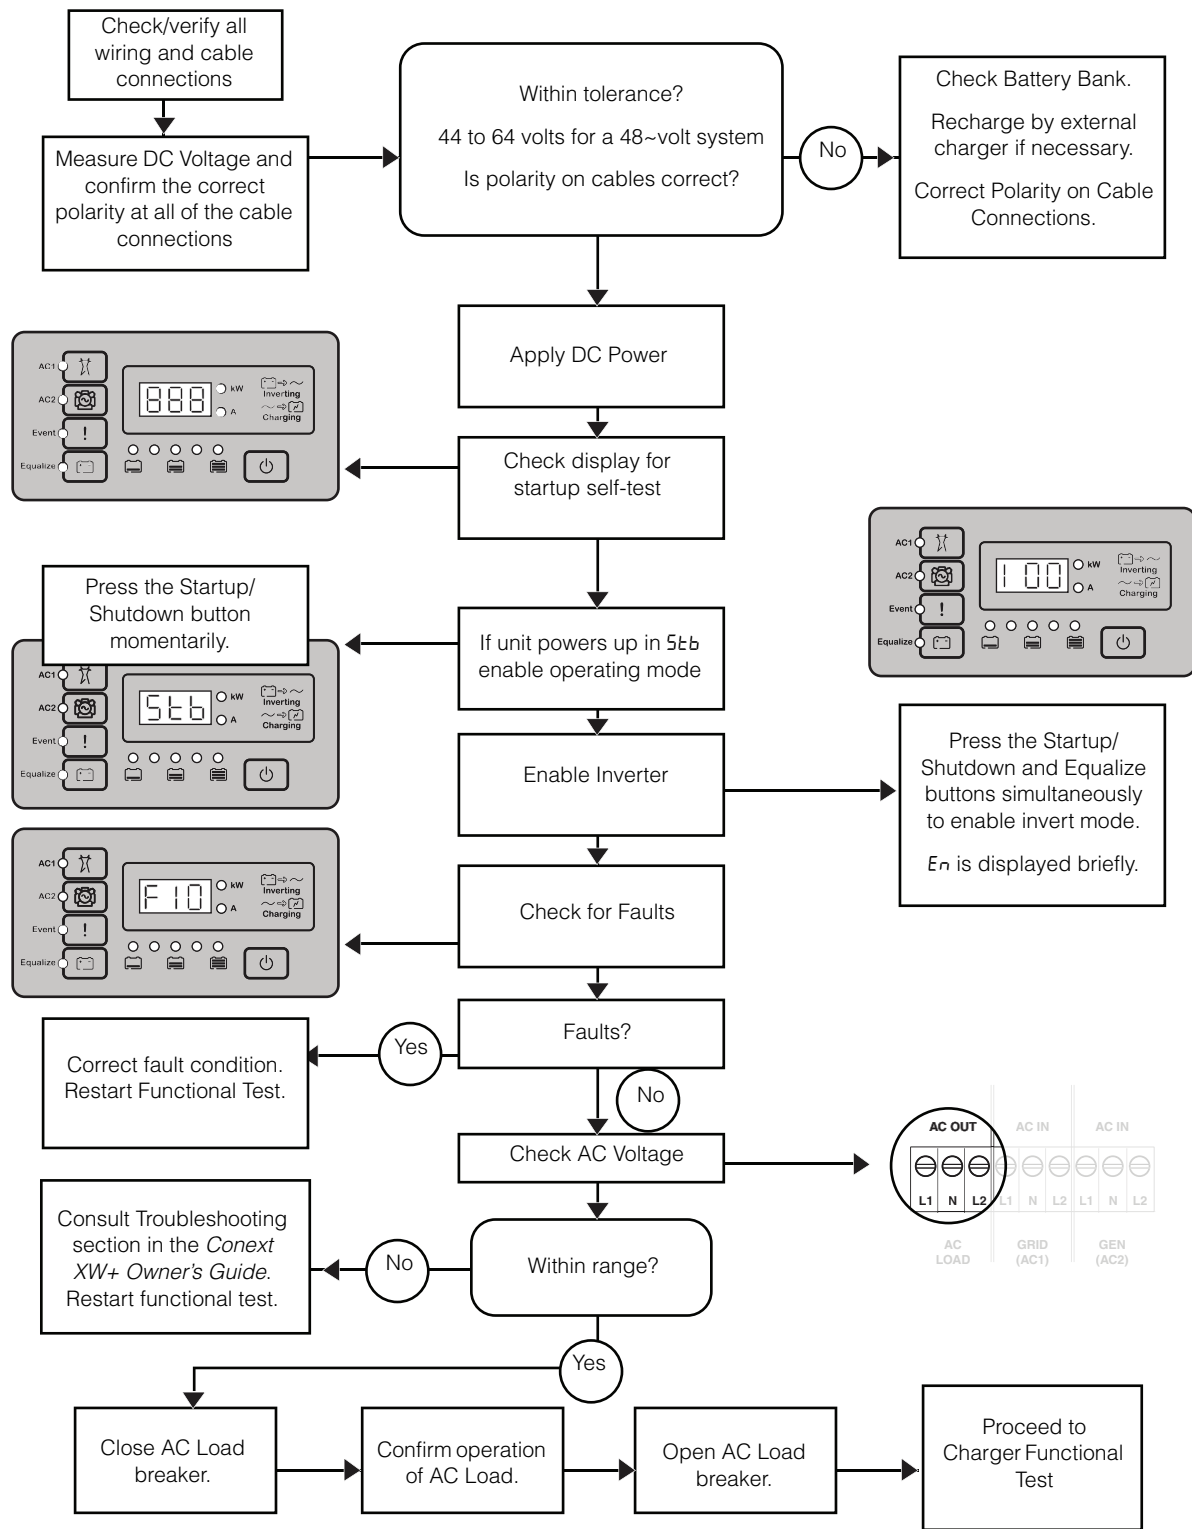 Check/verify all
wiring and cable
connections
Within tolerance?
44 to 64 volts for a 48~volt system
Is polarity on cables correct?
No
Check Battery Bank.
Recharge by external
charger if necessary.
Correct Polarity on Cable
Connections.
Measure DC Voltage and
confirm the correct
polarity at all of the cable
connections
Apply DC Power
AC1
AC2
Event
!
Equalize
888
kW
A
Inverting
Charging
Check display for
startup self-test
AC1
AC2
Event
!
Equalize
100
kW
A
Inverting
Charging
Press the Startup/
Shutdown button
momentarily.
AC1
AC2
Event
!
Equalize
Stb
kW
A
Inverting
Charging
If unit powers up in Stb
enable operating mode
Enable Inverter
Press the Startup/
Shutdown and Equalize
buttons simultaneously
to enable invert mode.
En is displayed briefly.
AC1
AC2
Event
!
Equalize
F10
kW
A
Inverting
Charging
Check for Faults
Faults?
Yes
Correct fault condition.
Restart Functional Test.
No
Check AC Voltage
AC OUT AC IN AC IN
L1 N L2 L1 N L2 L1 N L2
AC
LOAD
GRID
(AC1)
GEN
(AC2)
Within range?
No
Consult Troubleshooting
section in the Conext
XW+ Owner's Guide.
Restart functional test.
Yes
Close AC Load
breaker.
Confirm operation
of AC Load.
Open AC Load
breaker.
Proceed to
Charger Functional
Test